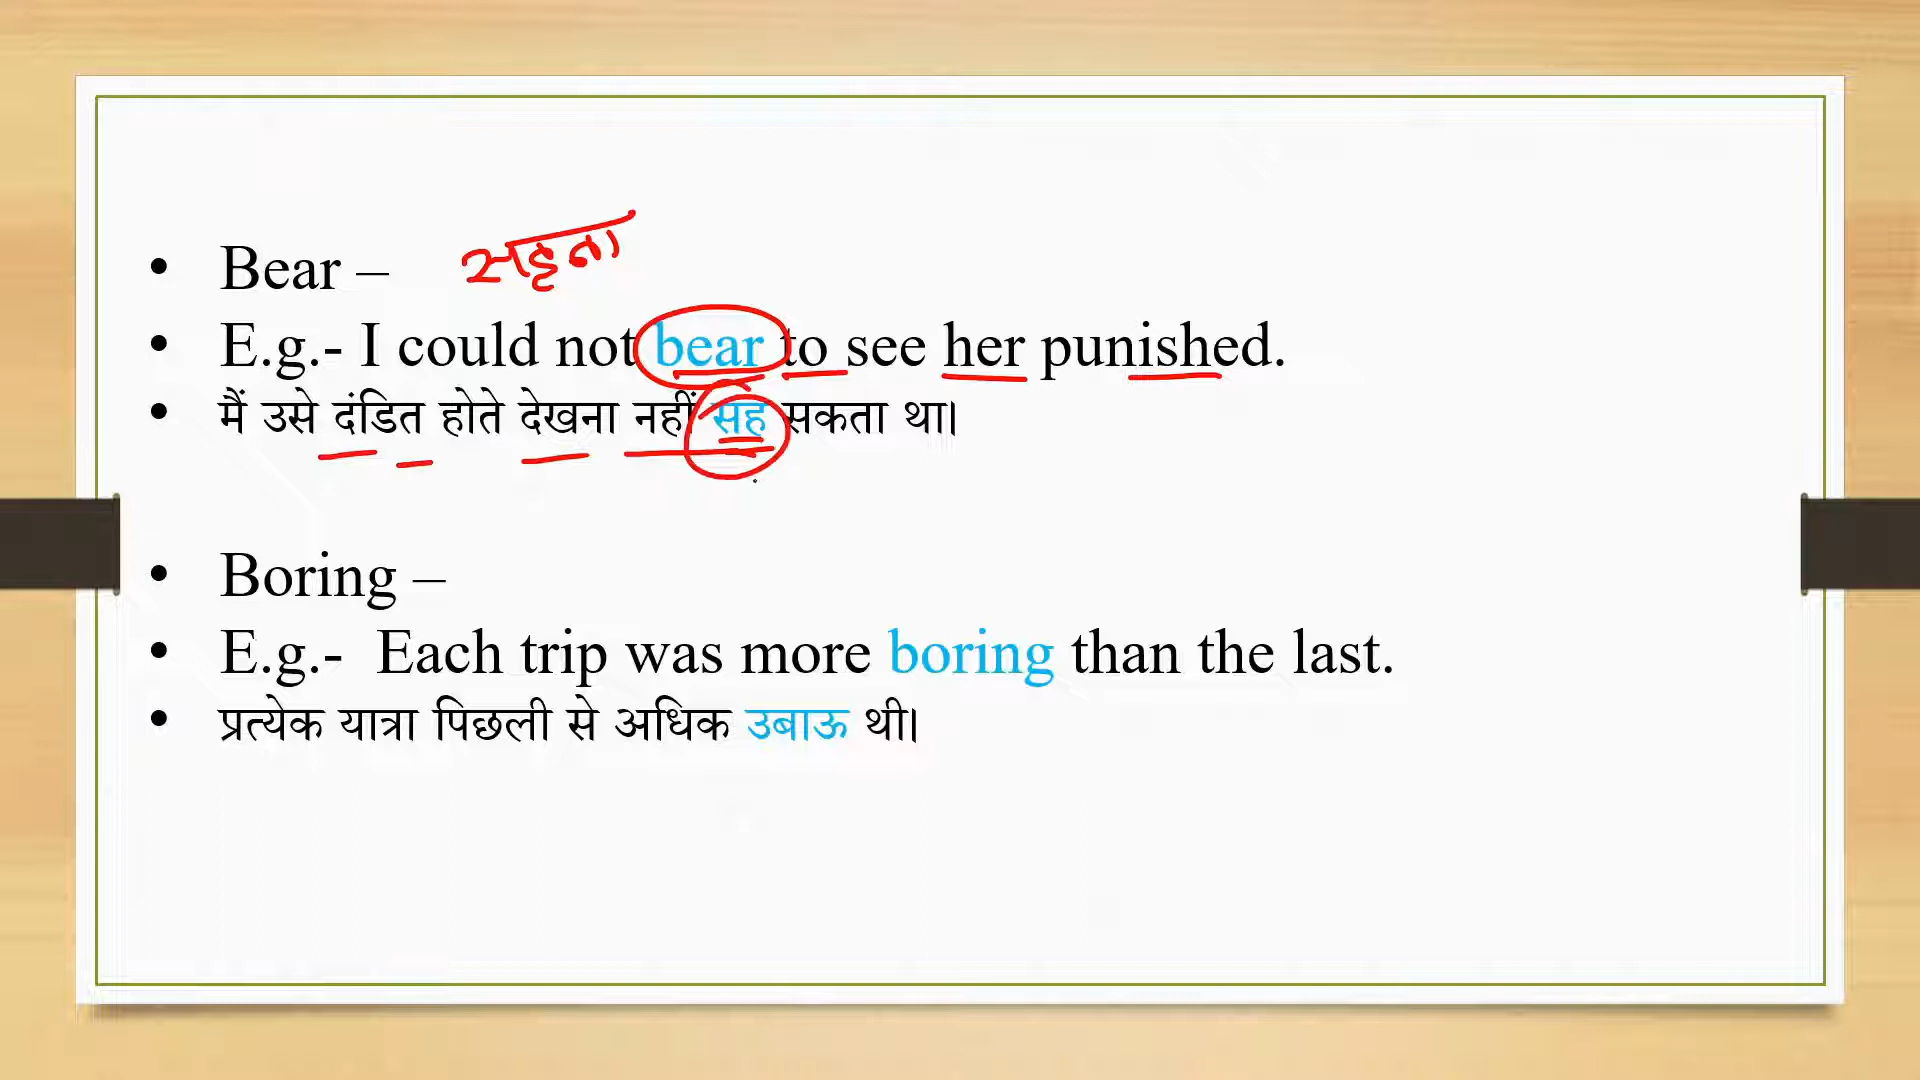 • Bear – सहना
• E.g.- I could not bear to see her punished.
• मैं उसे दंडित होते देखना नहीं सह सकता था।
• Boring –
• E.g.- Each trip was more boring than the last.
• प्रत्येक यात्रा पिछली से अधिक उबाऊ थी।